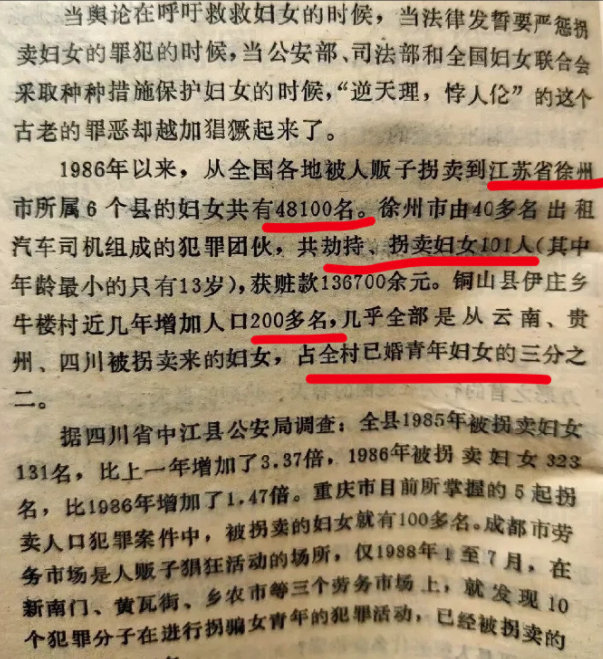 当舆论在呼吁救救妇女的时候，当法律发誓要严惩拐
卖妇女的罪犯的时候，当公安部、司法部和全国妇女联合会
采取种种措施保护妇女的时候，“逆天理，悖人伦”的这个
古老的罪恶却越加猖獗起来了。
1986年以来，从全国各地被人贩子拐卖到江苏省徐州
市所属6个县的妇女共有48100名。徐州市由40多名出租
汽车司机组成的犯罪团伙，共劫持、拐卖妇女101人（其中
年龄最小的只有13岁），获赃款136700余元。铜山县伊庄乡
牛楼村近几年增加人口200多名，几乎全部是从云南、贵
州、四川被拐卖来的妇女，占全村已婚青年妇女的三分之
二。
据四川省中江县公安局调查：全县1985年被拐卖妇女
131名，比上一年增加了3.37倍，1986年被拐卖妇女323
名，比1986年增加了1.47倍。重庆市目前所掌握的5起拐
卖人口犯罪案件中，被拐卖的妇女就有100多名。成都市劳
务市场是人贩子猖狂活动的场所，仅1988年1至7月，在
新南门、黄瓦街、乡农市等三个劳务市场上，就发现10
个犯罪分子在进行拐骗女青年的犯罪活动，已经被拐卖的